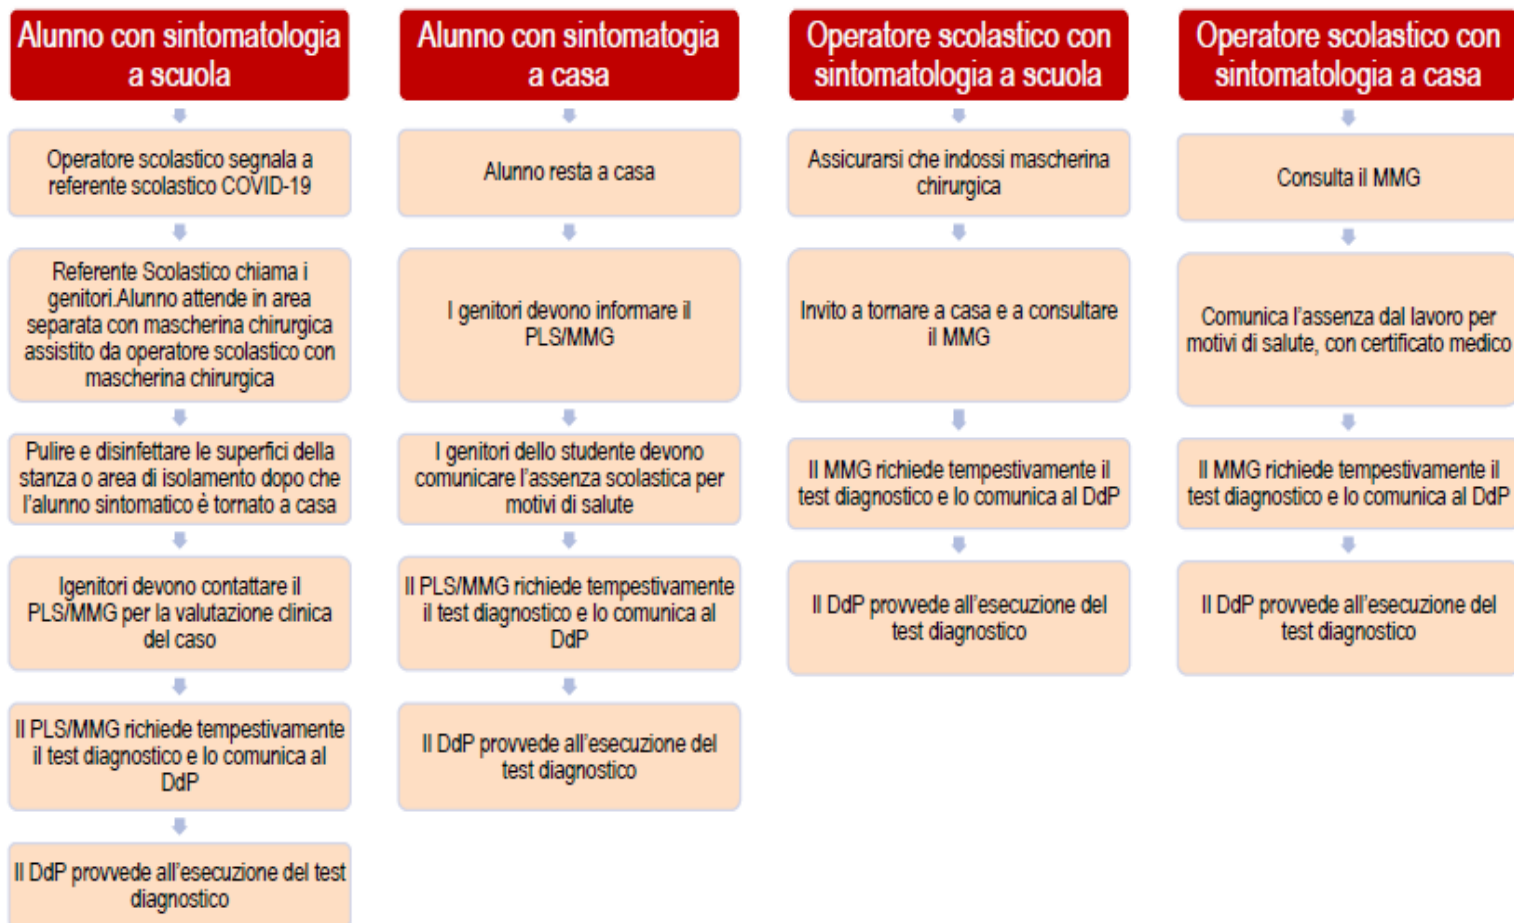 Alunno con sintomatologia
a scuola
Operatore scolastico segnala a
referente scolastico COVID-19
Referente Scolastico chiama i
genitori.Alunno attende in area
separata con mascherina chirurgica
assistito da operatore scolastico con
mascherina chirurgica
Pulire e disinfettare le superfici della
stanza o area di isolamento dopo che
l'alunno sintomatico è tornato a casa
Igenitori devono contattare il
PLS/MMG per la valutazione clinica
del caso
Il PLS/MMG richiede tempestivamente
il test diagnostico e lo comunica al
DdP
Il DdP provvede all'esecuzione del test
diagnostico
Alunno con sintomatogia
a casa
Alunno resta a casa
I genitori devono informare il
PLS/MMG
I genitori dello studente devono
comunicare l'assenza scolastica per
motivi di salute
Il PLS/MMG richiede tempestivamente
il test diagnostico e lo comunica al
DdP
Il DdP provvede all'esecuzione del
test diagnostico
Operatore scolastico con
sintomatologia a scuola
Assicurarsi che indossi mascherina
chirurgica
Invito a tornare a casa e a consultare
il MMG
Il MMG richiede tempestivamente il
test diagnostico e lo comunica al DdP
Il DdP provvede all'esecuzione del
test diagnostico
Operatore scolastico con
sintomatologia a casa
Consulta il MMG
Comunica l'assenza dal lavoro per
motivi di salute, con certificato medico
Il MMG richiede tempestivamente il
test diagnostico e lo comunica al DdP
Il DdP provvede all'esecuzione del
test diagnostico